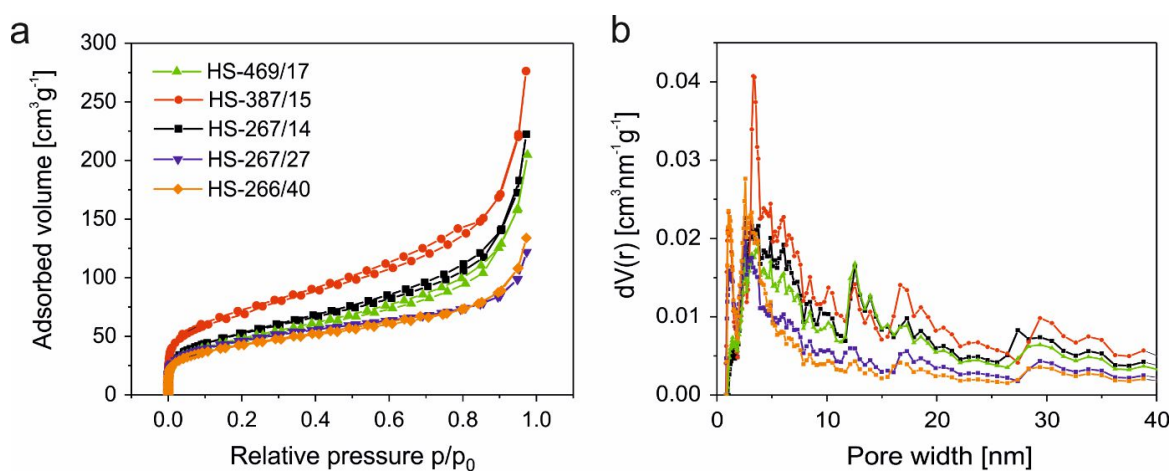 a
300
250
200
150
100
50
0
Adsorbed volume [cm³g⁻¹]
HS-469/17
HS-387/15
HS-267/14
HS-267/27
HS-266/40
0.0 0.2 0.4 0.6 0.8 1.0
Relative pressure p/p₀
b
0.04
0.03
0.02
0.01
0.00
dV(r) [cm³nm⁻¹g⁻¹]
0 10 20 30 40
Pore width [nm]